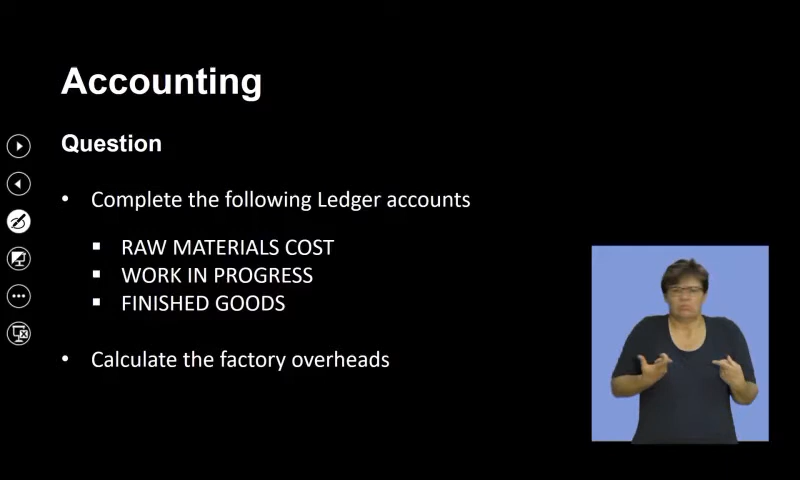 Accounting
Question
• Complete the following Ledger accounts
▪ RAW MATERIALS COST
▪ WORK IN PROGRESS
▪ FINISHED GOODS
• Calculate the factory overheads